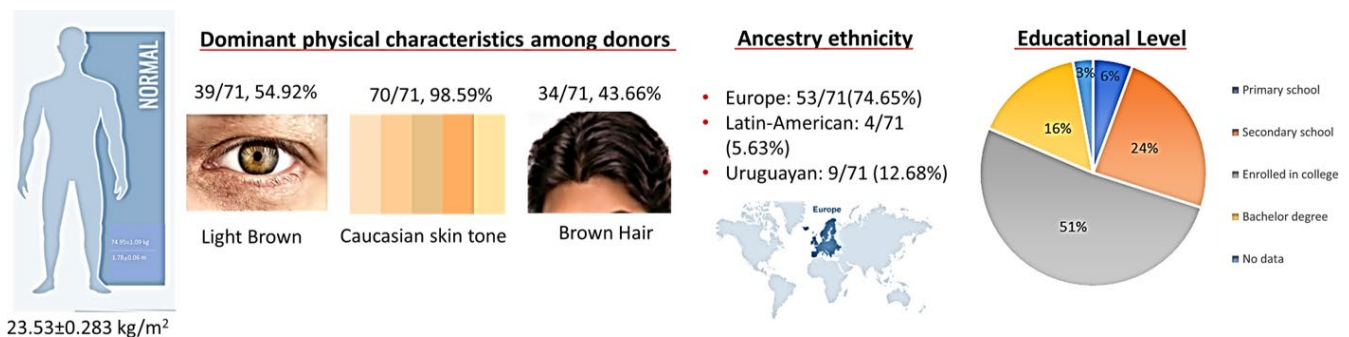 NORMAL
74.95±1.09 kg
1.78±0.06 m
23.53±0.283 kg/m²
Dominant physical characteristics among donors
39/71, 54.92%
70/71, 98.59%
34/71, 43.66%
Light Brown
Caucasian skin tone
Brown Hair
Ancestry ethnicity
• Europe: 53/71(74.65%)
• Latin-American: 4/71
(5.63%)
• Uruguayan: 9/71 (12.68%)
Europe
Educational Level
3%
6%
16%
24%
51%
Primary school
Secondary school
Enrolled in college
Bachelor degree
No data